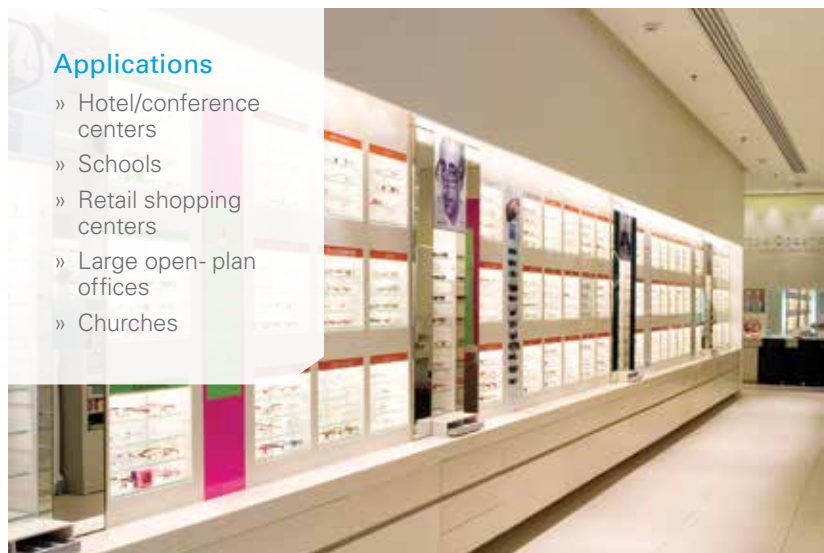 Applications
» Hotel/conference
centers
» Schools
» Retail shopping
centers
» Large open- plan
offices
» Churches